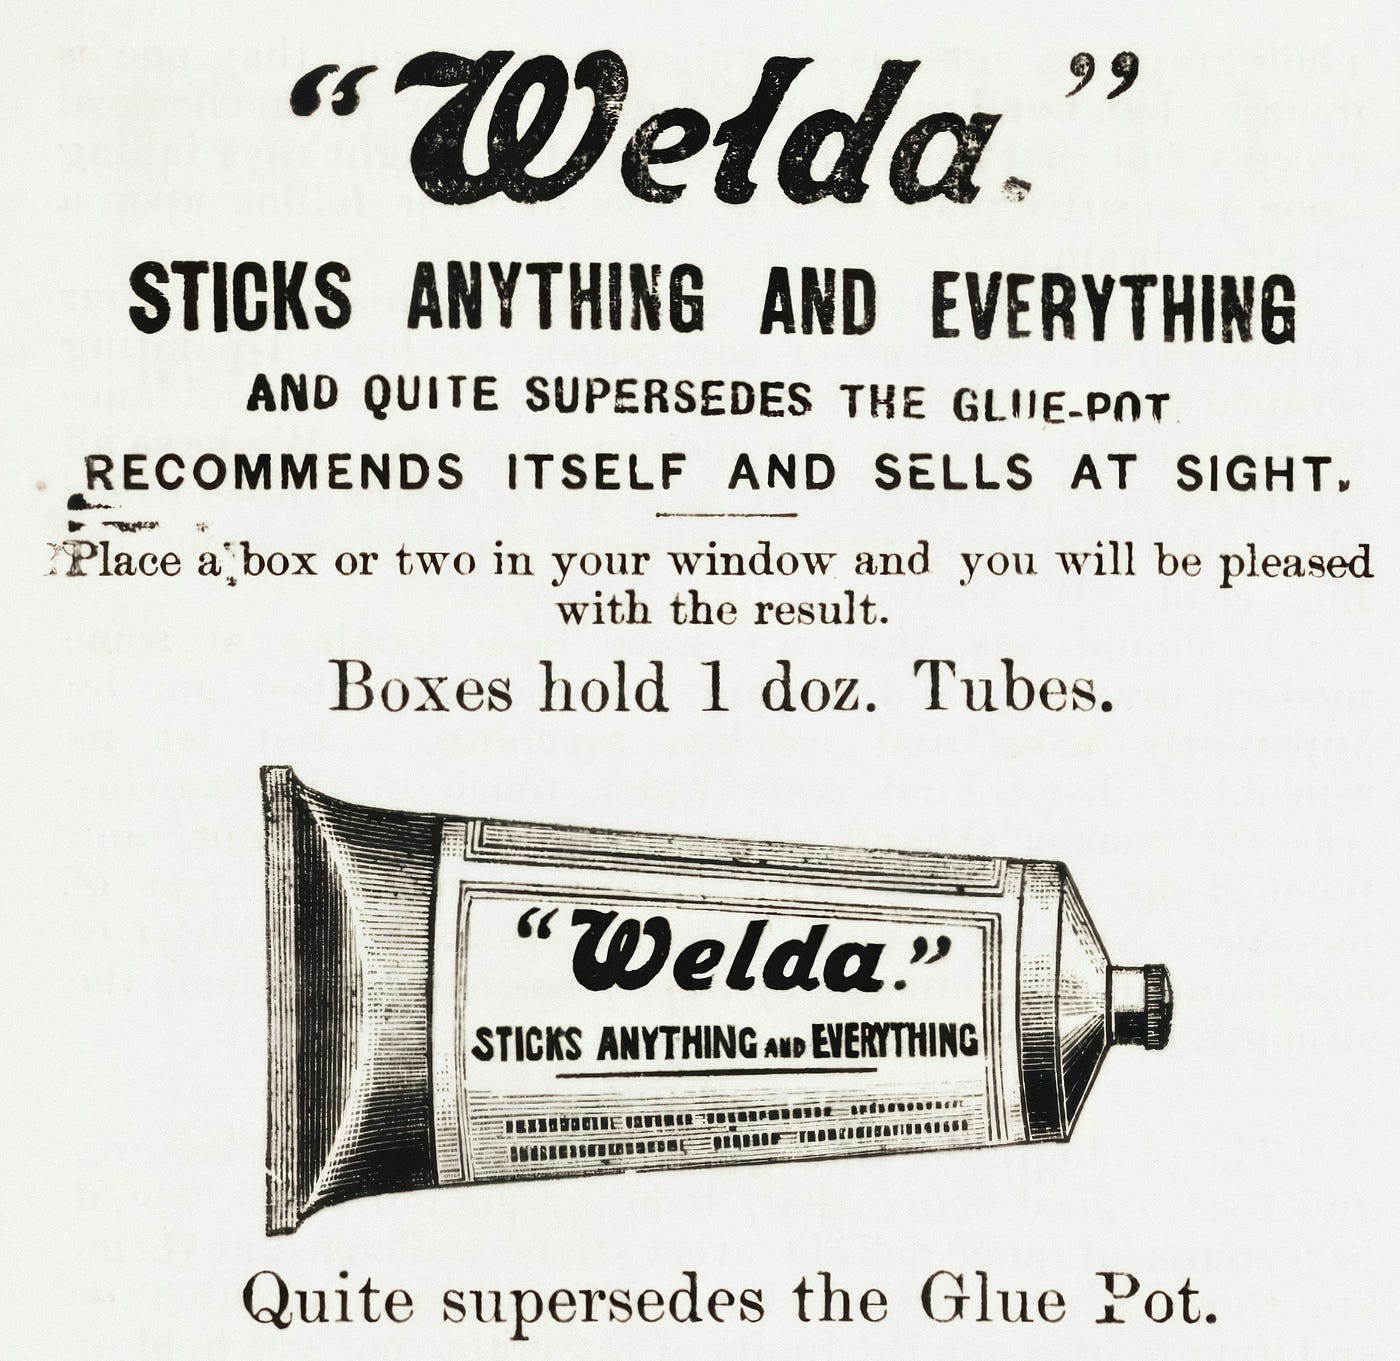 “Welda.”
STICKS ANYTHING AND EVERYTHING
AND QUITE SUPERSEDES THE GLUE-POT
RECOMMENDS ITSELF AND SELLS AT SIGHT.
Place a box or two in your window and you will be pleased
with the result.
Boxes hold 1 doz. Tubes.
“Welda.”
STICKS ANYTHING AND EVERYTHING
Quite supersedes the Glue Pot.